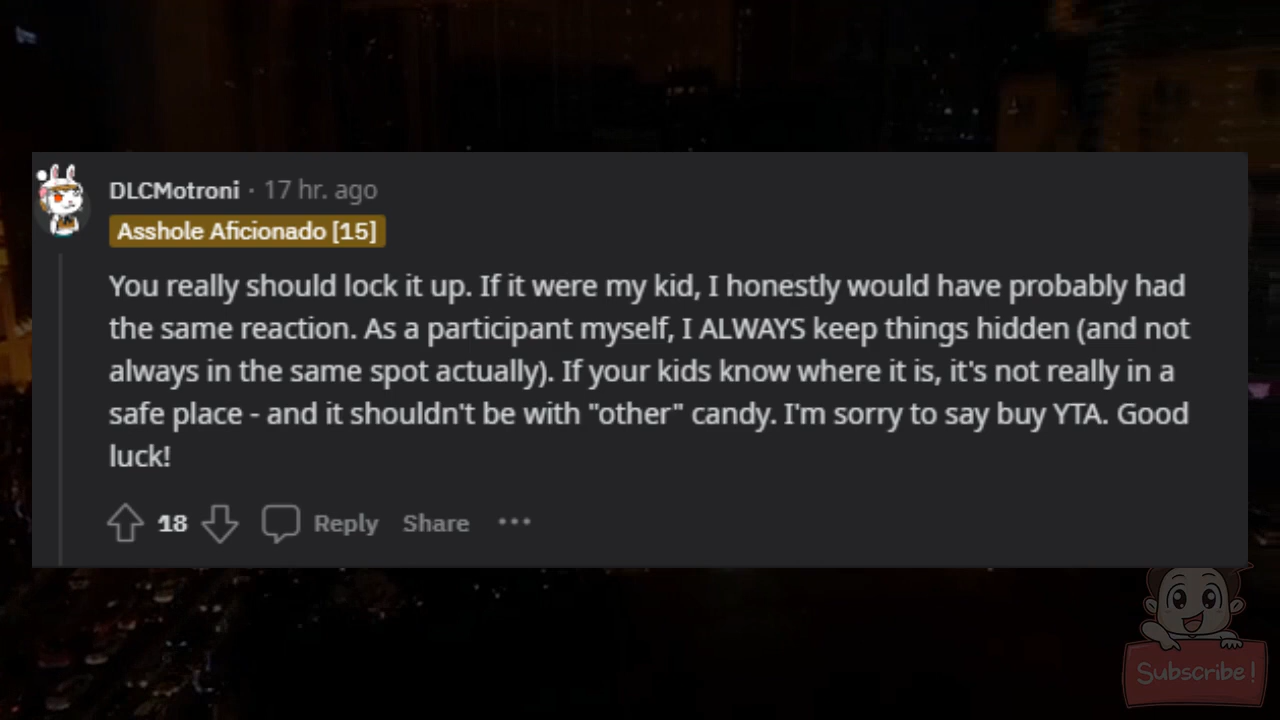 DLCMotroni · 17 hr. ago
Asshole Aficionado [15]
You really should lock it up. If it were my kid, I honestly would have probably had
the same reaction. As a participant myself, I ALWAYS keep things hidden (and not
always in the same spot actually). If your kids know where it is, it's not really in a
safe place - and it shouldn't be with "other" candy. I'm sorry to say buy YTA. Good
luck!
18 Reply Share ...
Subscribe!